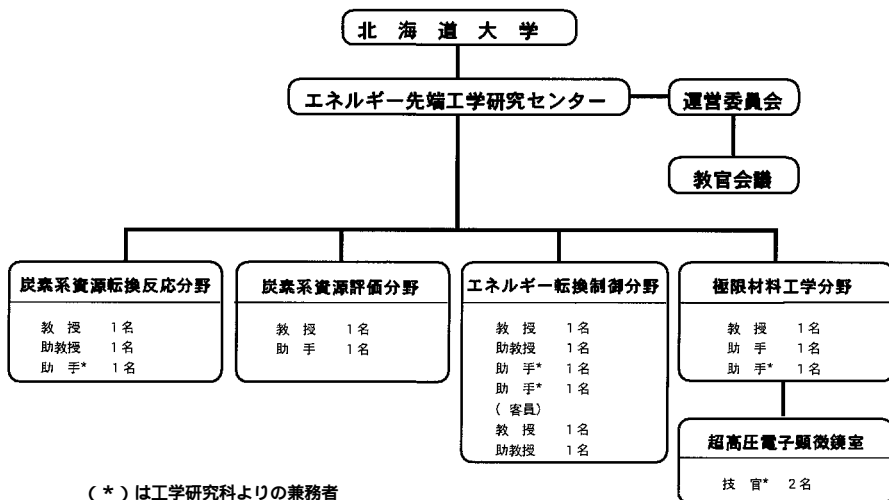 北海道大学
エネルギー先端工学研究センター
運営委員会
教官会議
炭素系資源転換反応分野
教 授 1名
助教授 1名
助 手* 1名
炭素系資源評価分野
教 授 1名
助 手 1名
エネルギー転換制御分野
教 授 1名
助教授 1名
助 手* 1名
助 手* 1名
( 客員)
教 授 1名
助教授 1名
極限材料工学分野
教 授 1名
助 手 1名
助 手* 1名
超高圧電子顕微鏡室
技 官* 2名
(*)は工学研究科よりの兼務者